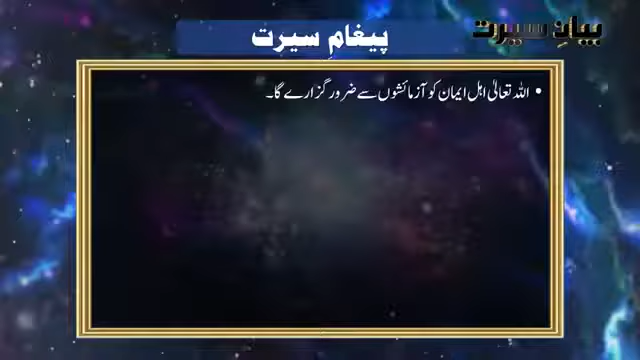 پیغامِ سیرت
بیانِ سیرت
• اللہ تعالیٰ اہل ایمان کو آزمائشوں سے ضرور گزارے گا۔